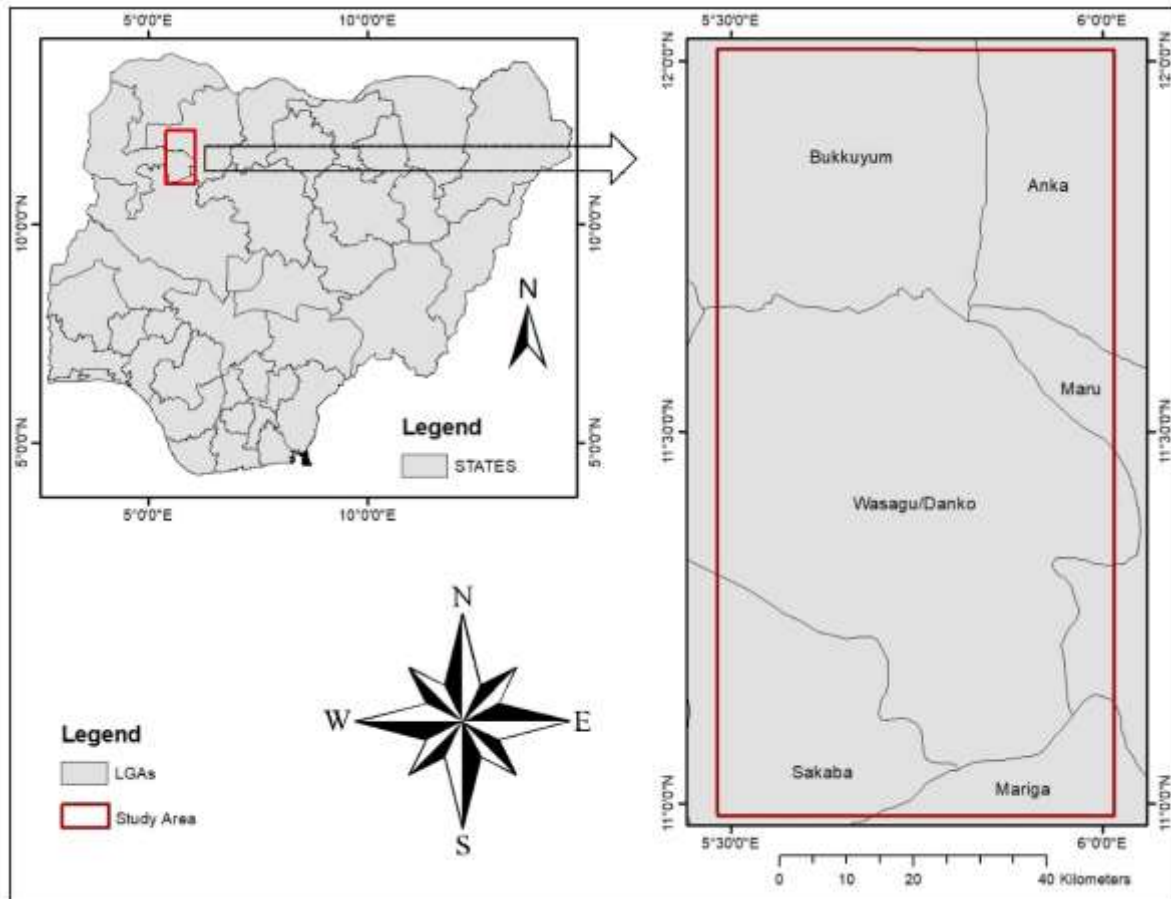 5°0'0"E 10°0'0"E
10°0'0"N 10°0'0"N
5°0'0"N 5°0'0"N
N
Legend
STATES
5°0'0"E 10°0'0"E
N
W E
S
Legend
LGAs
Study Area
5°30'0"E 6°0'0"E
12°0'0"N 12°0'0"N
Bukkuyum
Anka
Maru
11°30'0"N 11°30'0"N
Wasagu/Danko
Sakaba
Mariga
11°0'0"N 11°0'0"N
5°30'0"E 6°0'0"E
0 10 20 40 Kilometers